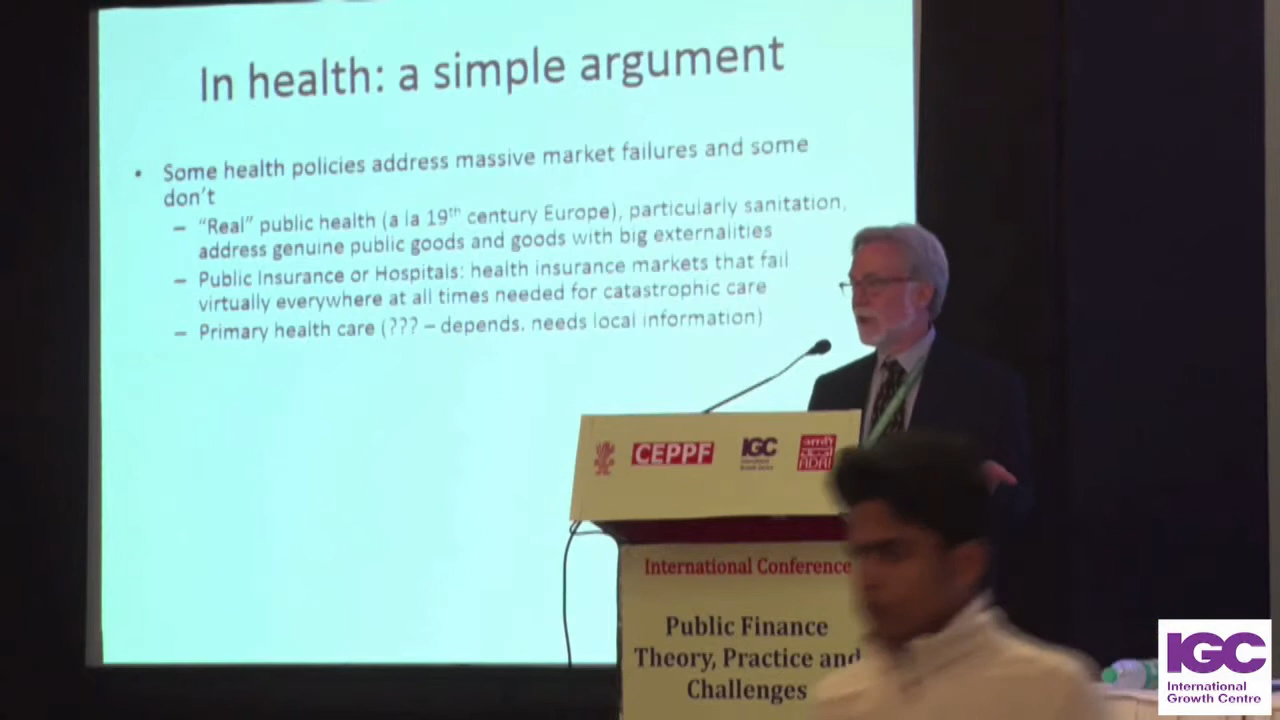 In health: a simple argument
• Some health policies address massive market failures and some
don't
– "Real" public health (a la 19th century Europe), particularly sanitation,
address genuine public goods and goods with big externalities
– Public Insurance or Hospitals: health insurance markets that fail
virtually everywhere at all times needed for catastrophic care
– Primary health care (??? – depends, needs local information)
CEPPF
IGC
International
Growth Centre
International Conference
Public Finance
Theory, Practice and
Challenges
IGC
International
Growth Centre